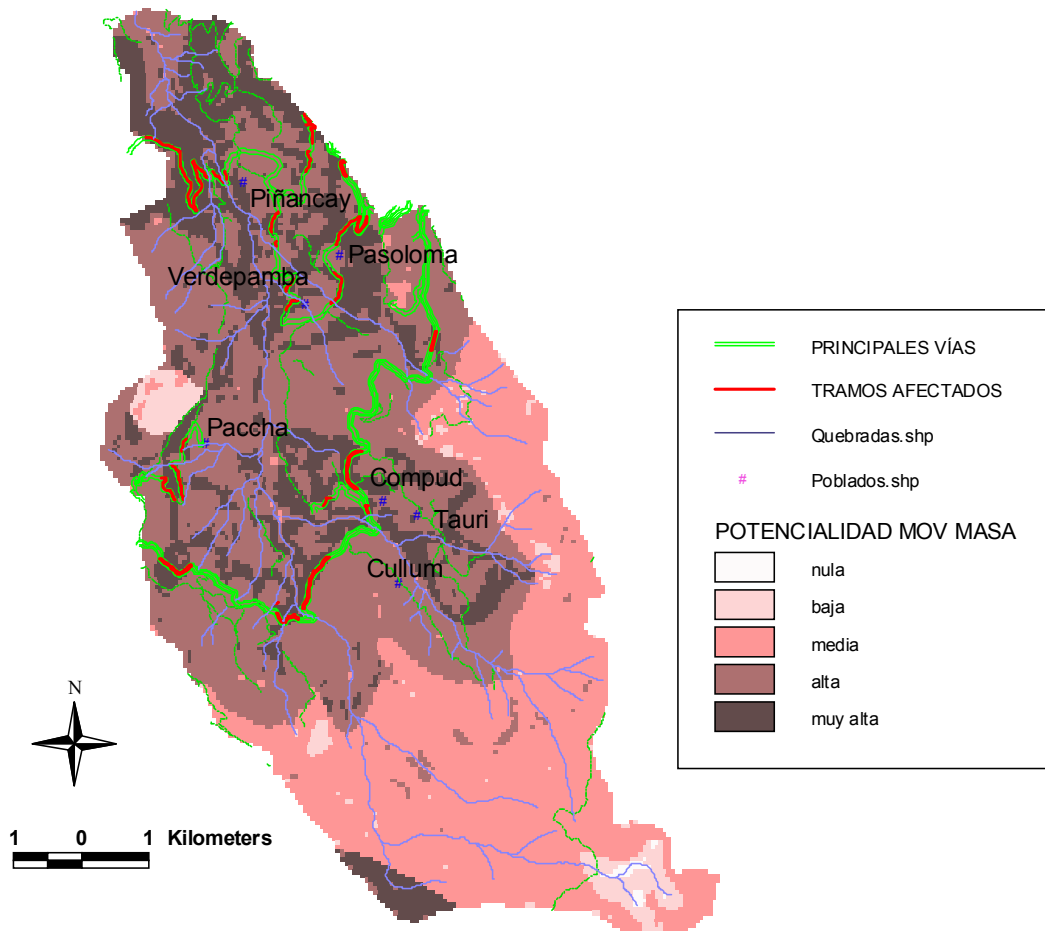 Piñancay
Pasoloma
Verdepamba
Paccha
Compud
Tauri
Cullum
N
1 0 1 Kilometers
PRINCIPALES VÍAS
TRAMOS AFECTADOS
Quebradas.shp
# Poblados.shp
POTENCIALIDAD MOV MASA
nula
baja
media
alta
muy alta